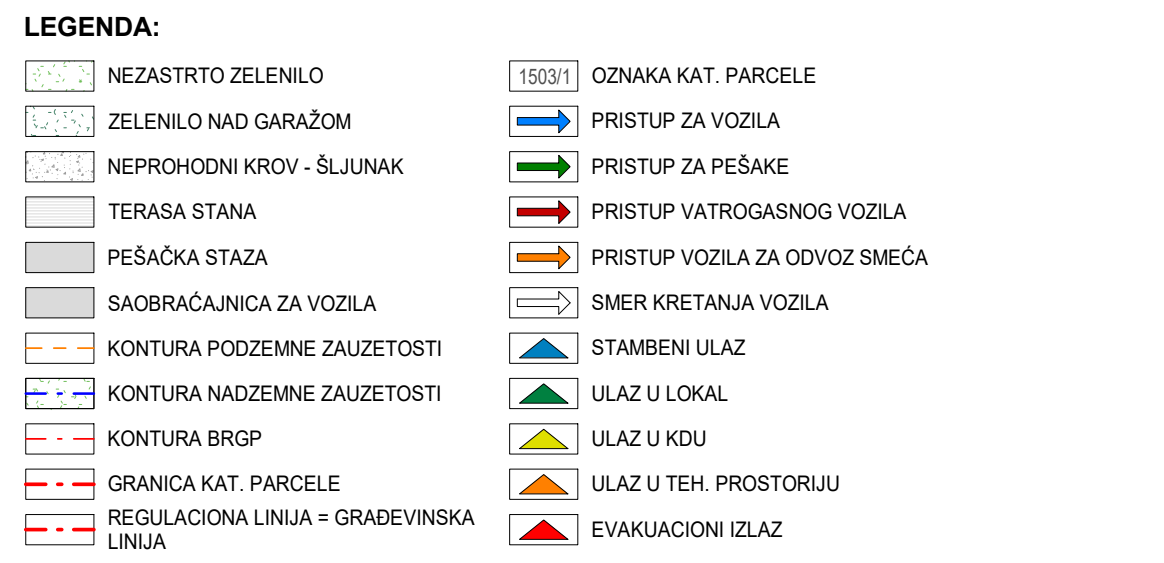 LEGENDA:
NEZASTRTO ZELENILO
ZELENILO NAD GARAŽOM
NEPROHODNI KROV - ŠLJUNAK
TERASA STANA
PEŠAČKA STAZA
SAOBRAĆAJNICA ZA VOZILA
KONTURA PODZEMNE ZAUZETOSTI
KONTURA NADZEMNE ZAUZETOSTI
KONTURA BRGP
GRANICA KAT. PARCELE
REGULACIONA LINIJA = GRAĐEVINSKA
LINIJA
1503/1 OZNAKA KAT. PARCELE
PRISTUP ZA VOZILA
PRISTUP ZA PEŠAKE
PRISTUP VATROGASNOG VOZILA
PRISTUP VOZILA ZA ODVOZ SMEĆA
SMER KRETANJA VOZILA
STAMBENI ULAZ
ULAZ U LOKAL
ULAZ U KDU
ULAZ U TEH. PROSTORIJU
EVAKUACIONI IZLAZ